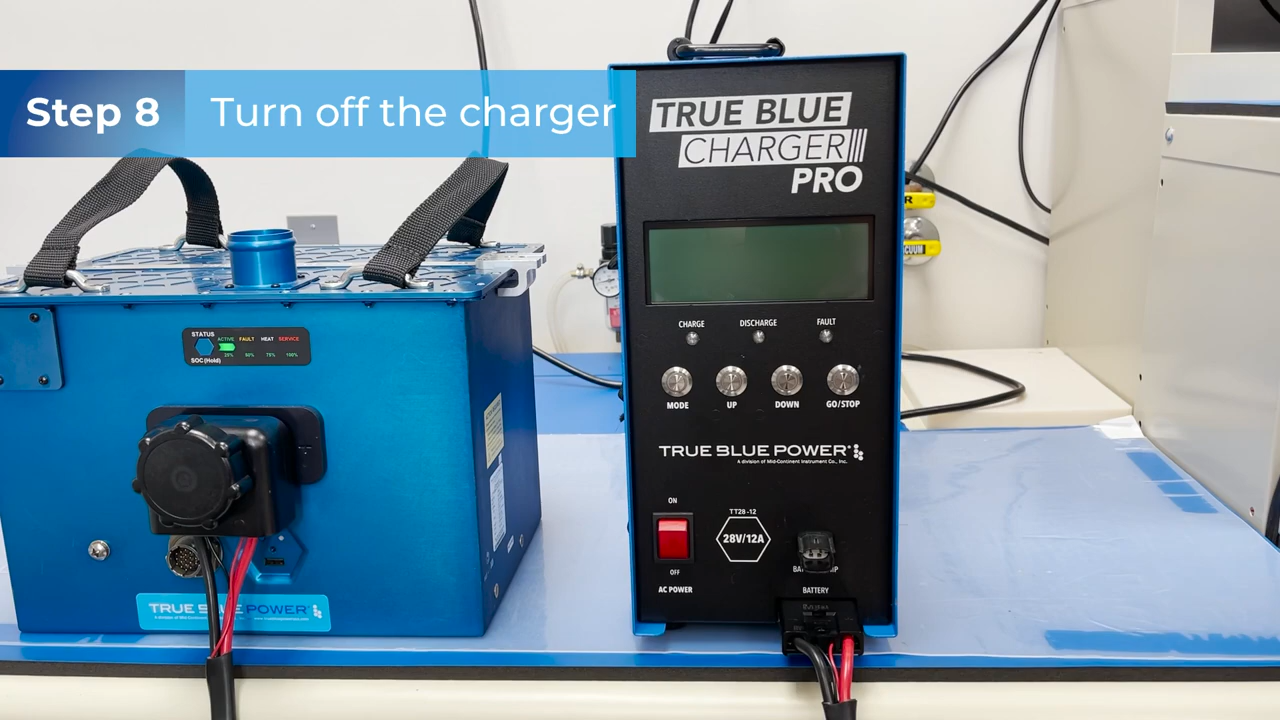 Step 8 Turn off the charger
TRUE BLUE
CHARGER
PRO
STATUS
ACTIVE FAULT HEAT SERVICE
SOC (Hold)
25% 50% 75% 100%
CHARGE DISCHARGE FAULT
MODE UP DOWN GO/STOP
TRUE BLUE POWER
A division of Mid-Continent Instrument Co., Inc.
ON
OFF
AC POWER
TT28-12
28V/12A
BATTERY
TRUE BLUE POWER
VACUUM